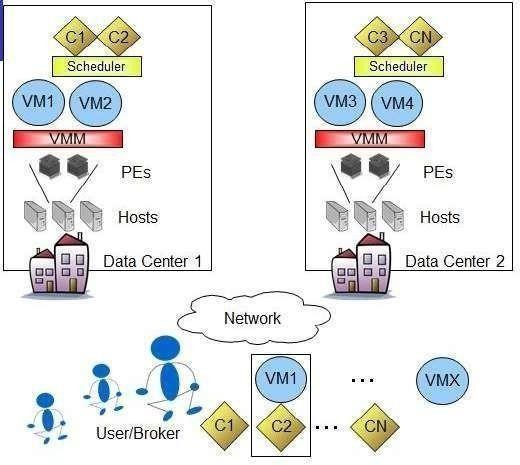 C1 C2
Scheduler
VM1 VM2
VMM
PEs
Hosts
Data Center 1
C3 CN
Scheduler
VM3 VM4
VMM
PEs
Hosts
Data Center 2
Network
VM1 ... VMX
User/Broker C1 C2 ... CN